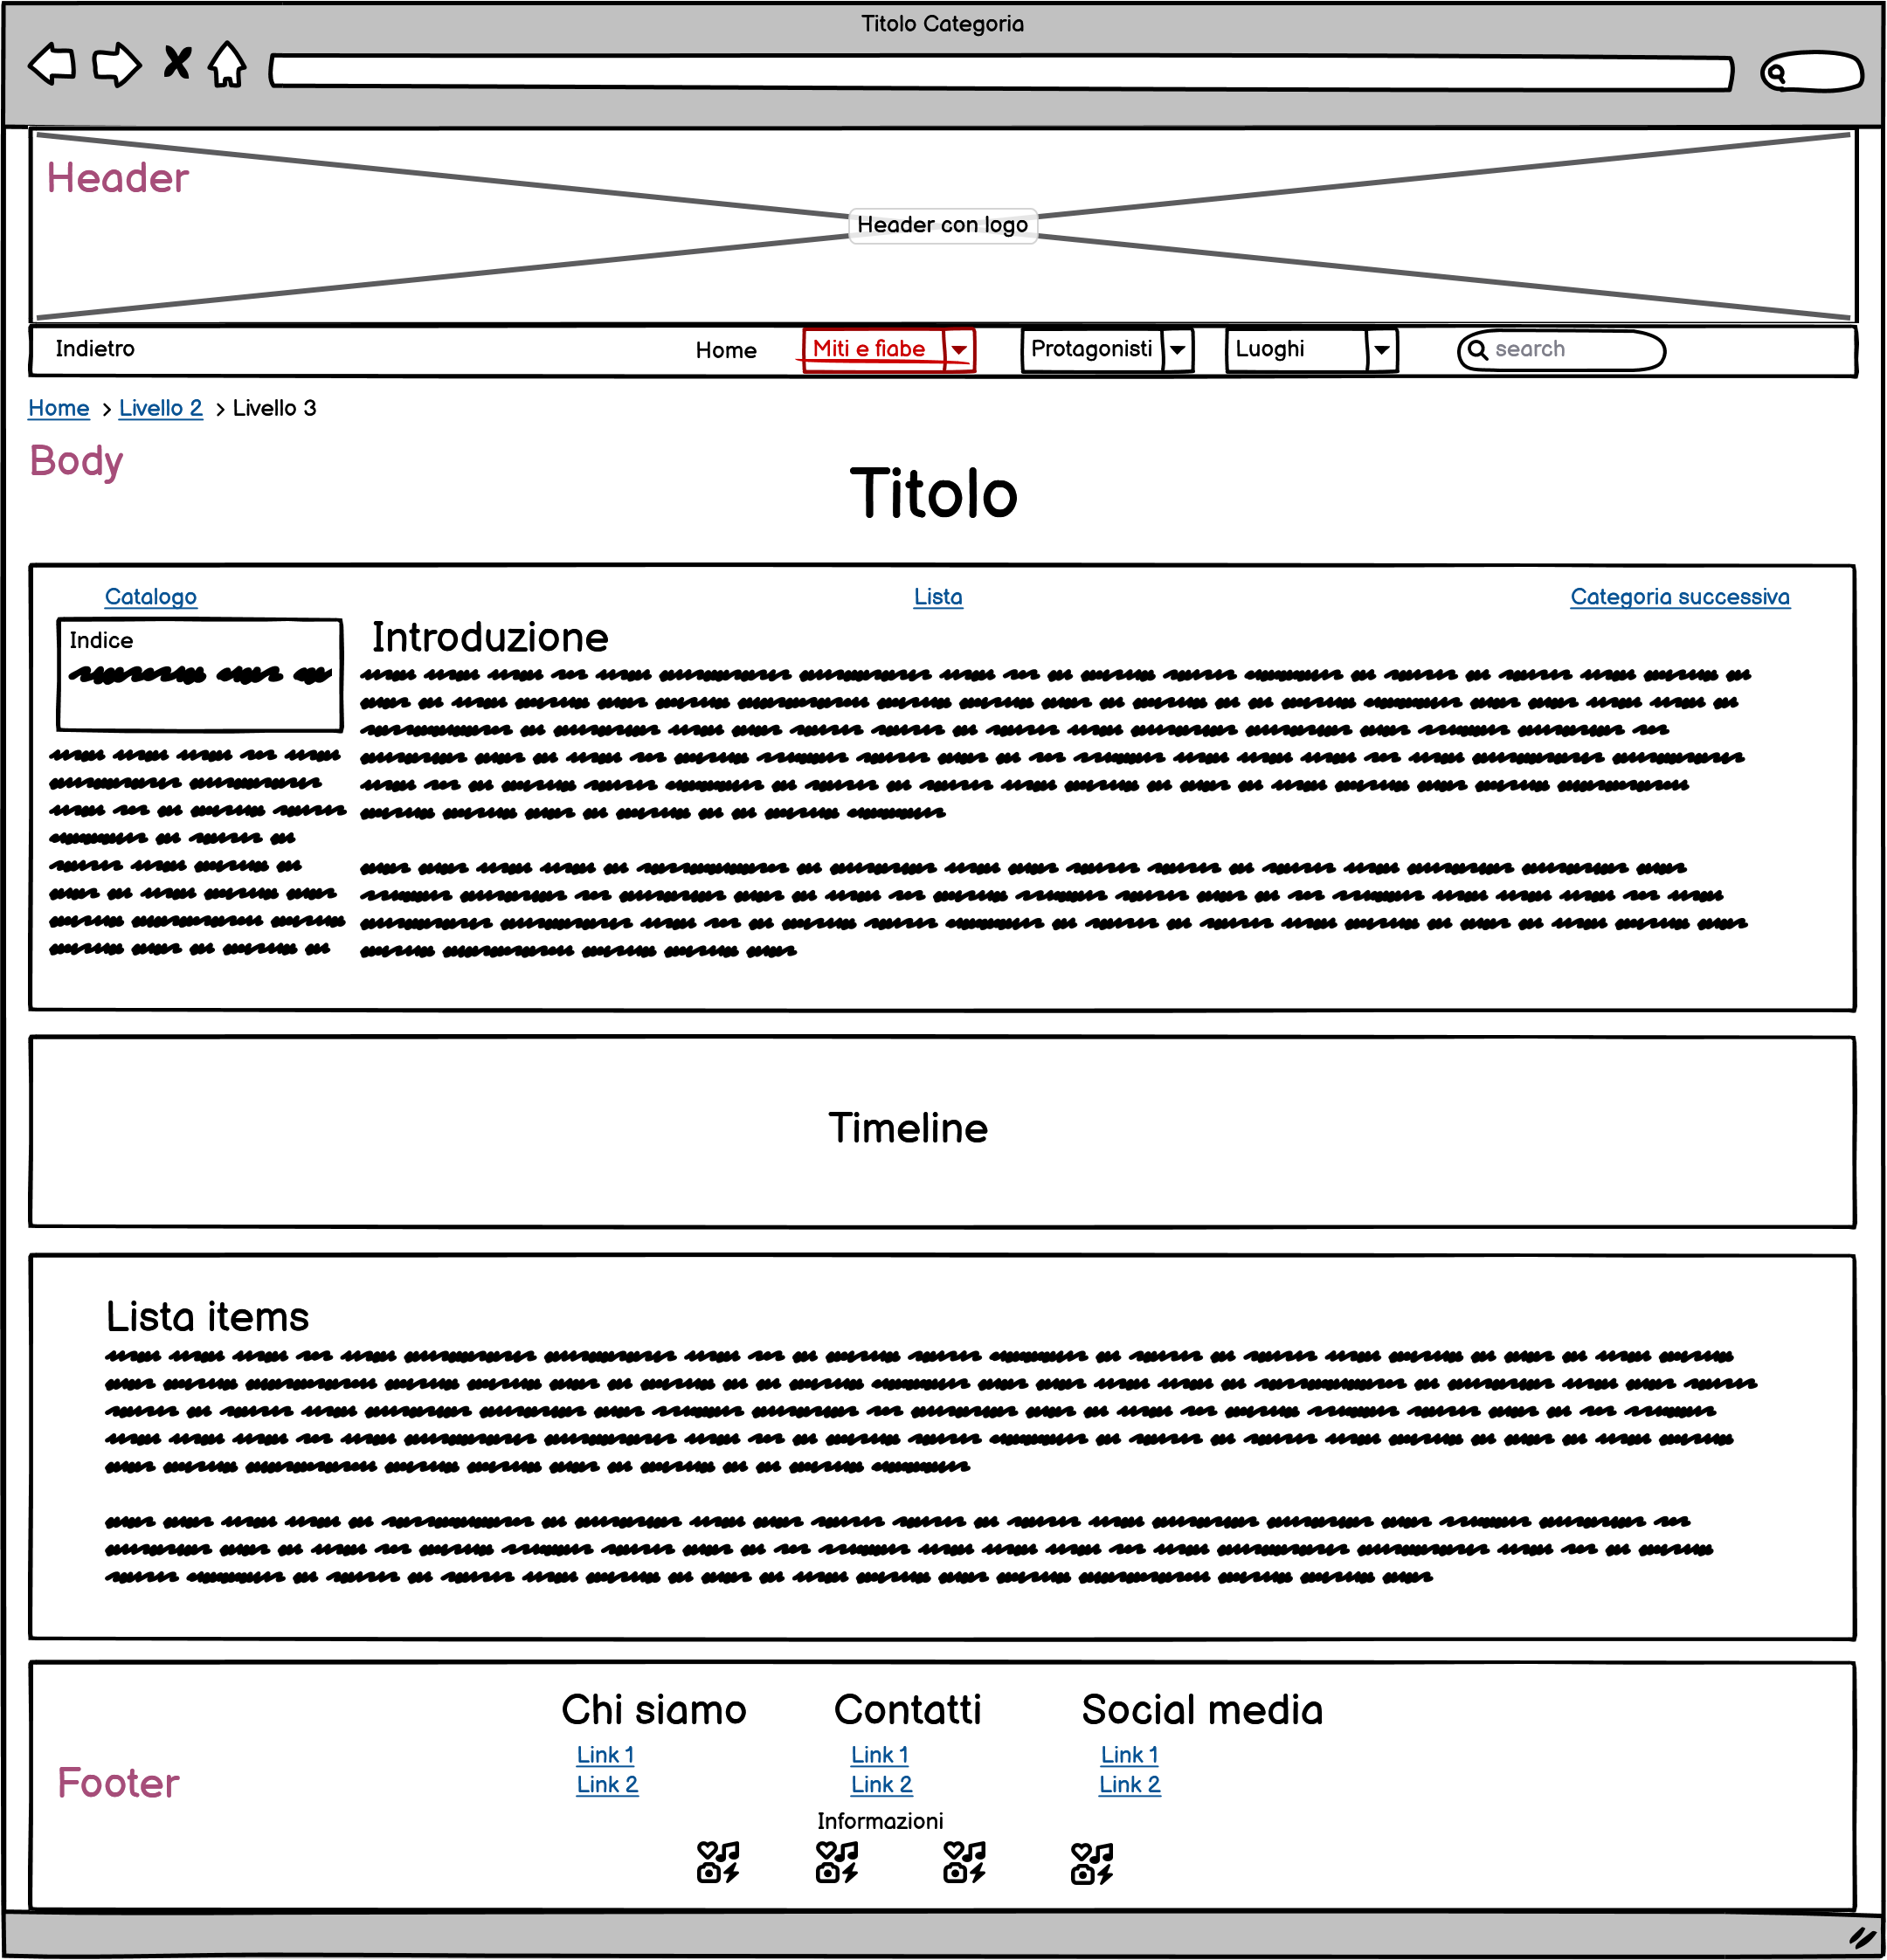 Titolo Categoria
Header
Header con logo
Indietro Home Miti e fiabe Protagonisti Luoghi search
Home > Livello 2 > Livello 3
Body
Titolo
Catalogo Lista Categoria successiva
Indice
Introduzione
Timeline
Lista items
Chi siamo Contatti Social media
Link 1 Link 1 Link 1
Link 2 Link 2 Link 2
Footer
Informazioni